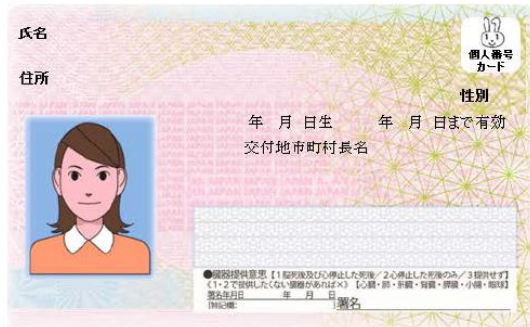 氏名
個人番号
カード
住所
性別
年 月 日生 年 月 日まで有効
交付地市町村長名
●臓器提供意思【1 脳死後及び心停止した死後／2 心停止した死後のみ／3 提供せず】
《1・2で提供したくない臓器があれば×》【心臓・肺・肝臓・腎臓・膵臓・小腸・眼球】
署名年月日 年 月 日
[特記欄: ]署名